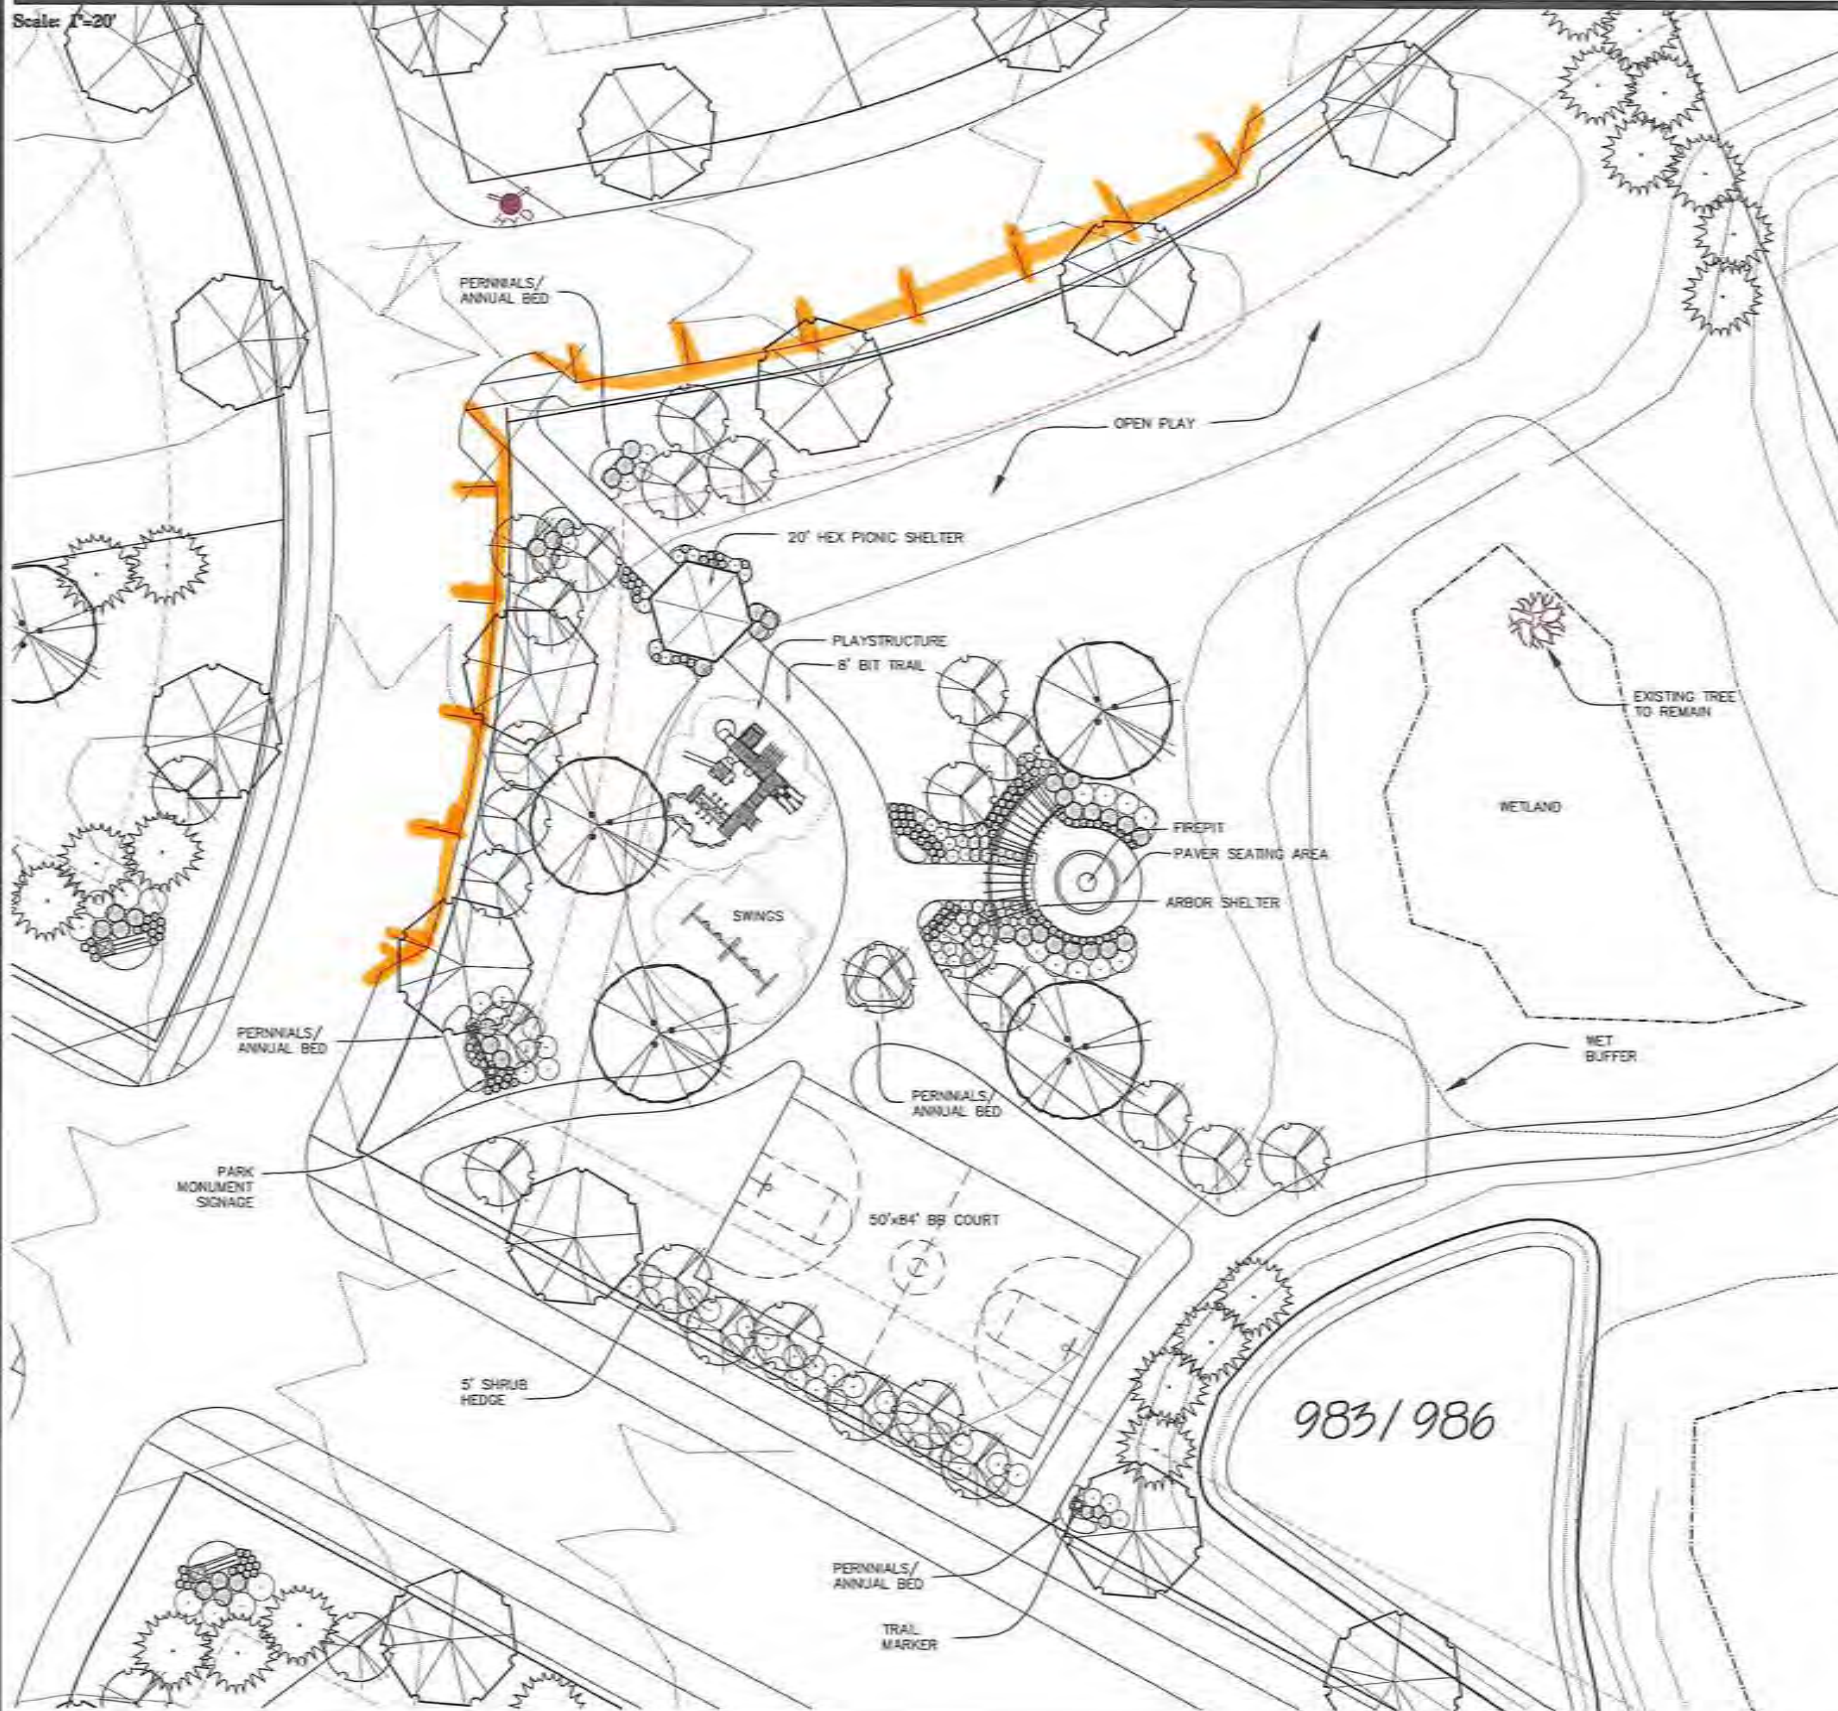 Scale: 1"=20'
HYD
PERNNIALS/
ANNUAL BED
OPEN PLAY
20' HEX PICNIC SHELTER
PLAYSTRUCTURE
8' BIT TRAIL
EXISTING TREE
TO REMAIN
WETLAND
FIREPIT
PAVER SEATING AREA
ARBOR SHELTER
SWINGS
PERNNIALS/
ANNUAL BED
WET
BUFFER
PERNNIALS/
ANNUAL BED
PARK
MONUMENT
SIGNAGE
50'x84' BB COURT
5' SHRUB
HEDGE
983/986
PERNNIALS/
ANNUAL BED
TRAIL
MARKER